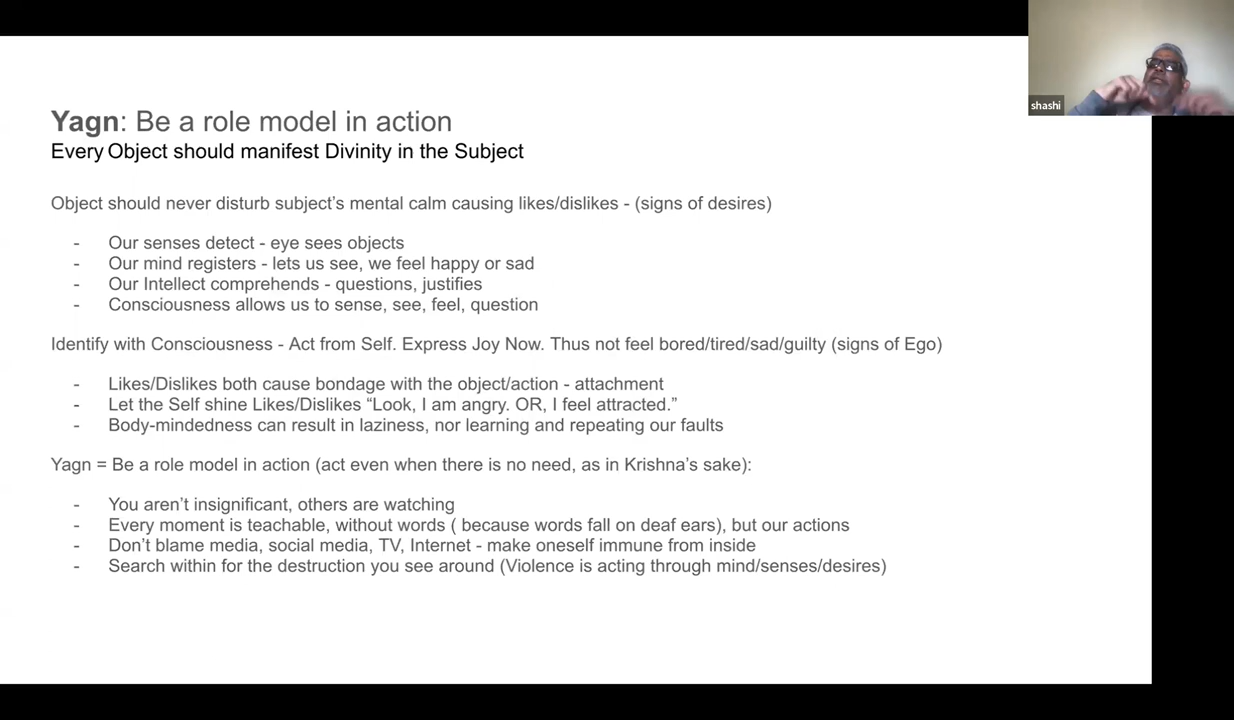 Yagn: Be a role model in action
Every Object should manifest Divinity in the Subject
Object should never disturb subject's mental calm causing likes/dislikes - (signs of desires)
- Our senses detect - eye sees objects
- Our mind registers - lets us see, we feel happy or sad
- Our Intellect comprehends - questions, justifies
- Consciousness allows us to sense, see, feel, question
Identify with Consciousness - Act from Self. Express Joy Now. Thus not feel bored/tired/sad/guilty (signs of Ego)
- Likes/Dislikes both cause bondage with the object/action - attachment
- Let the Self shine Likes/Dislikes “Look, I am angry. OR, I feel attracted.”
- Body-mindedness can result in laziness, nor learning and repeating our faults
Yagn = Be a role model in action (act even when there is no need, as in Krishna's sake):
- You aren't insignificant, others are watching
- Every moment is teachable, without words ( because words fall on deaf ears), but our actions
- Don't blame media, social media, TV, Internet - make oneself immune from inside
- Search within for the destruction you see around (Violence is acting through mind/senses/desires)
shashi